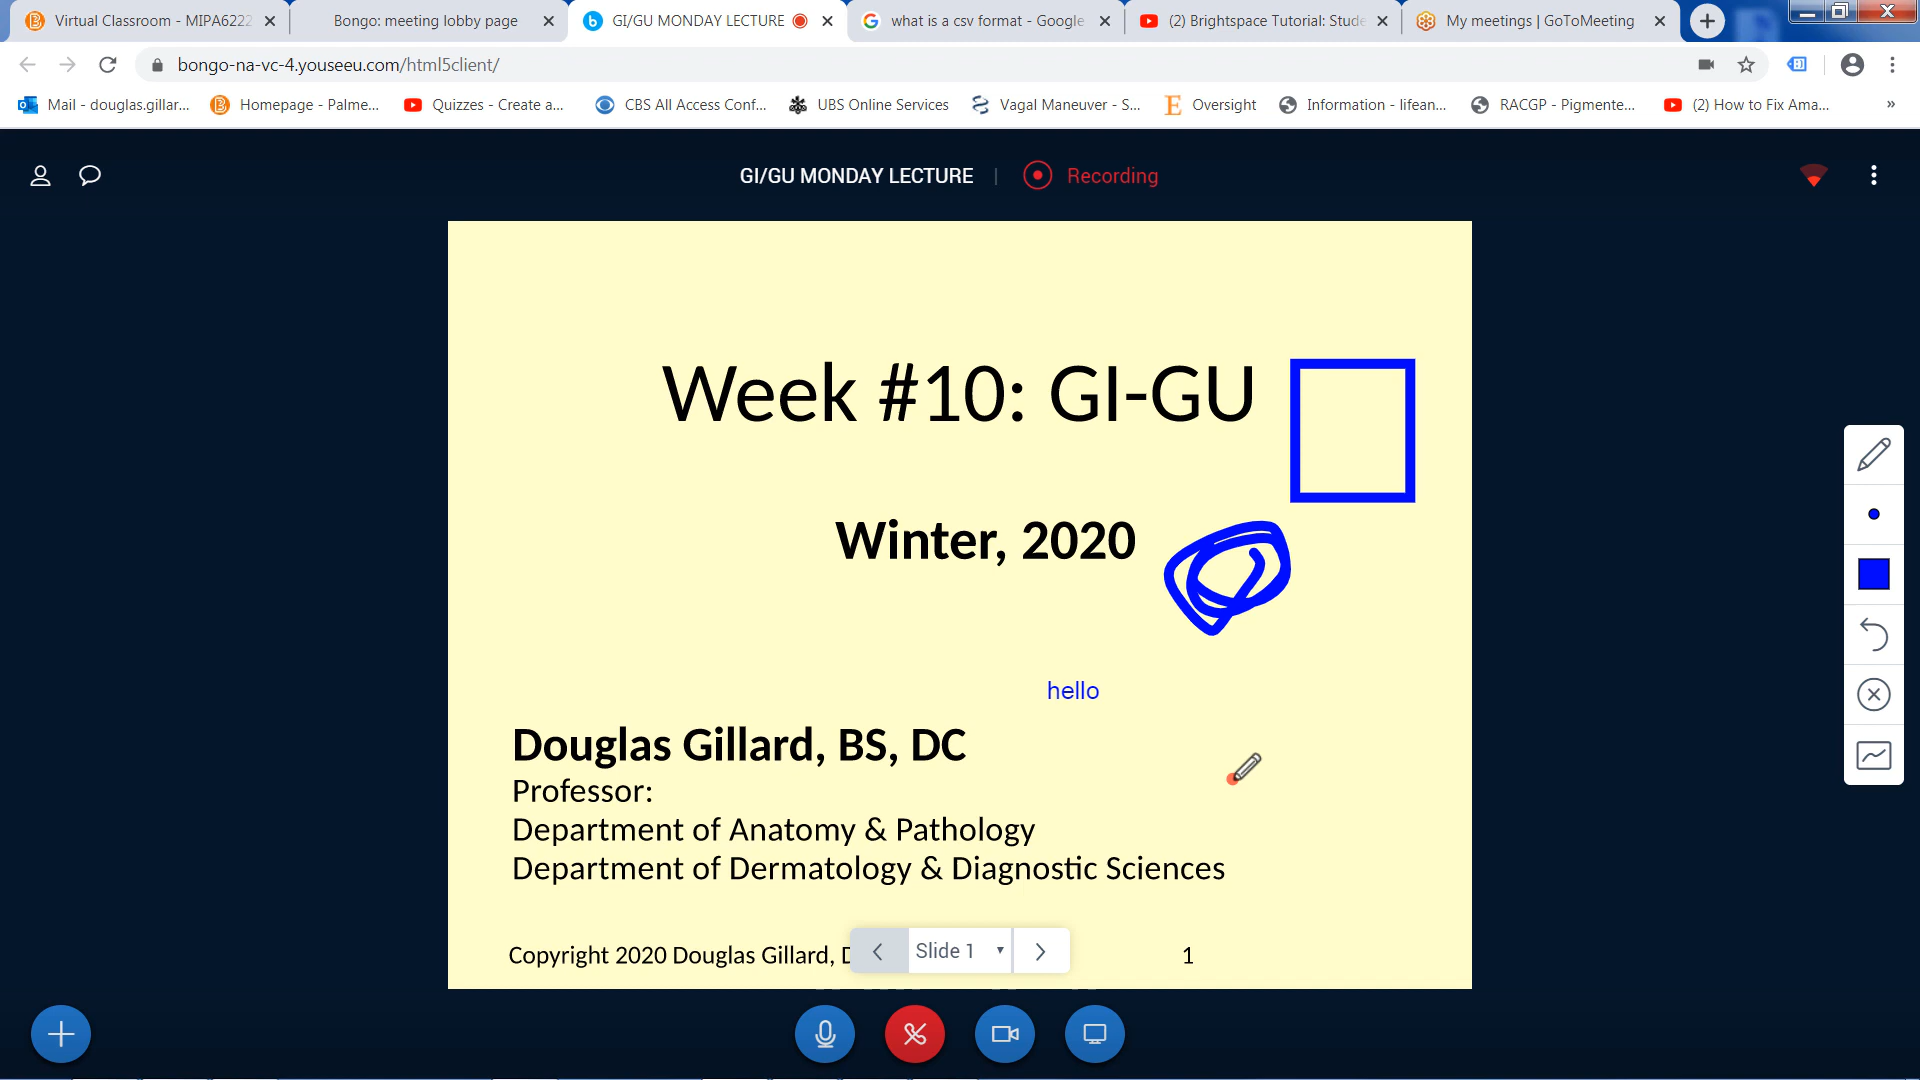 Virtual Classroom - MIPA6222
Bongo: meeting lobby page
GI/GU MONDAY LECTURE
what is a csv format - Google
(2) Brightspace Tutorial: Stude
My meetings | GoToMeeting
bongo-na-vc-4.youseeu.com/html5client/
Mail - douglas.gillar...
Homepage - Palme...
Quizzes - Create a...
CBS All Access Conf...
UBS Online Services
Vagal Maneuver - S...
Oversight
Information - lifean...
RACGP - Pigmente...
(2) How to Fix Ama...
GI/GU MONDAY LECTURE | Recording
Week #10: GI-GU
Winter, 2020
hello
Douglas Gillard, BS, DC
Professor:
Department of Anatomy & Pathology
Department of Dermatology & Diagnostic Sciences
Copyright 2020 Douglas Gillard, D
Slide 1
1